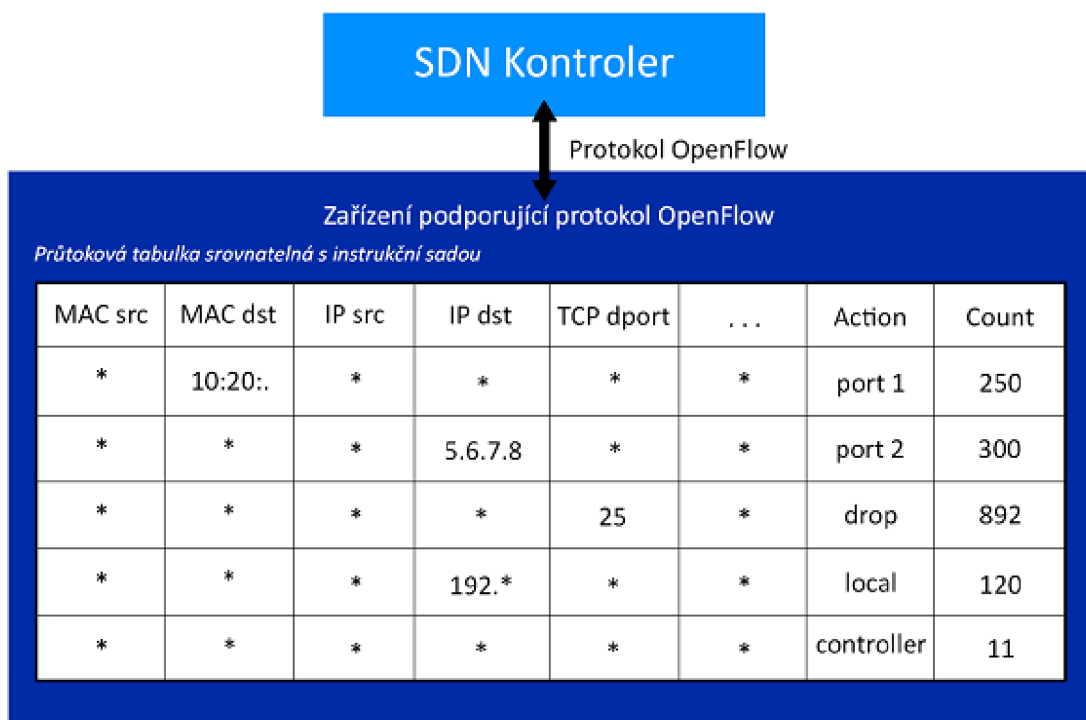 SDN Kontroler
Protokol OpenFlow
Zařízení podporující protokol OpenFlow
Průtoková tabulka srovnatelná s instrukční sadou
MAC src MAC dst IP src IP dst TCP dport ... Action Count
* 10:20:. * * * * port 1 250
* * * 5.6.7.8 * * port 2 300
* * * * 25 * drop 892
* * * 192.* * * local 120
* * * * * * controller 11